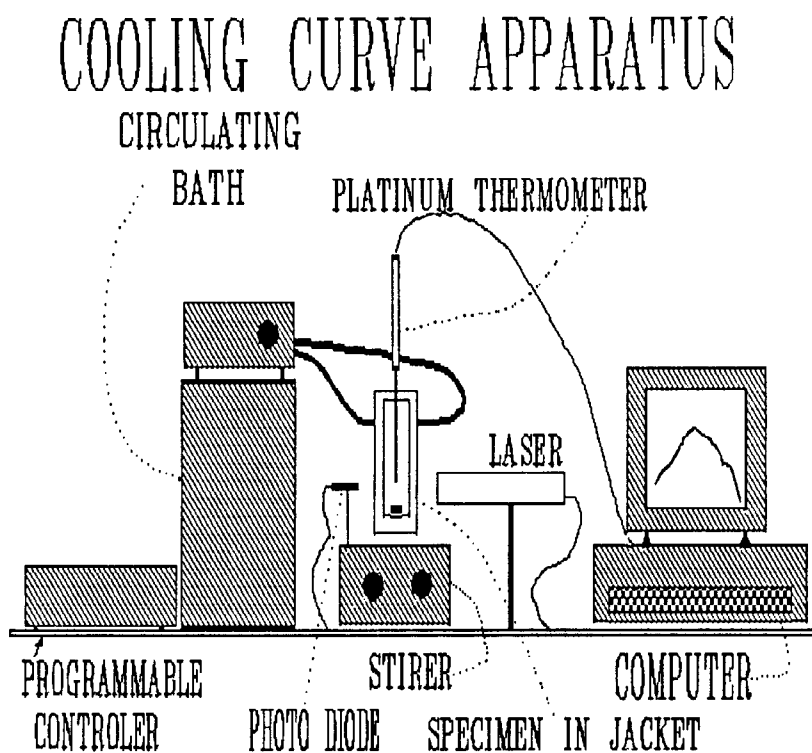 COOLING CURVE APPARATUS
CIRCULATING
BATH
PLATINUM THERMOMETER
LASER
PROGRAMMABLE
CONTROLER
PHOTO DIODE
STIRER
SPECIMEN IN JACKET
COMPUTER